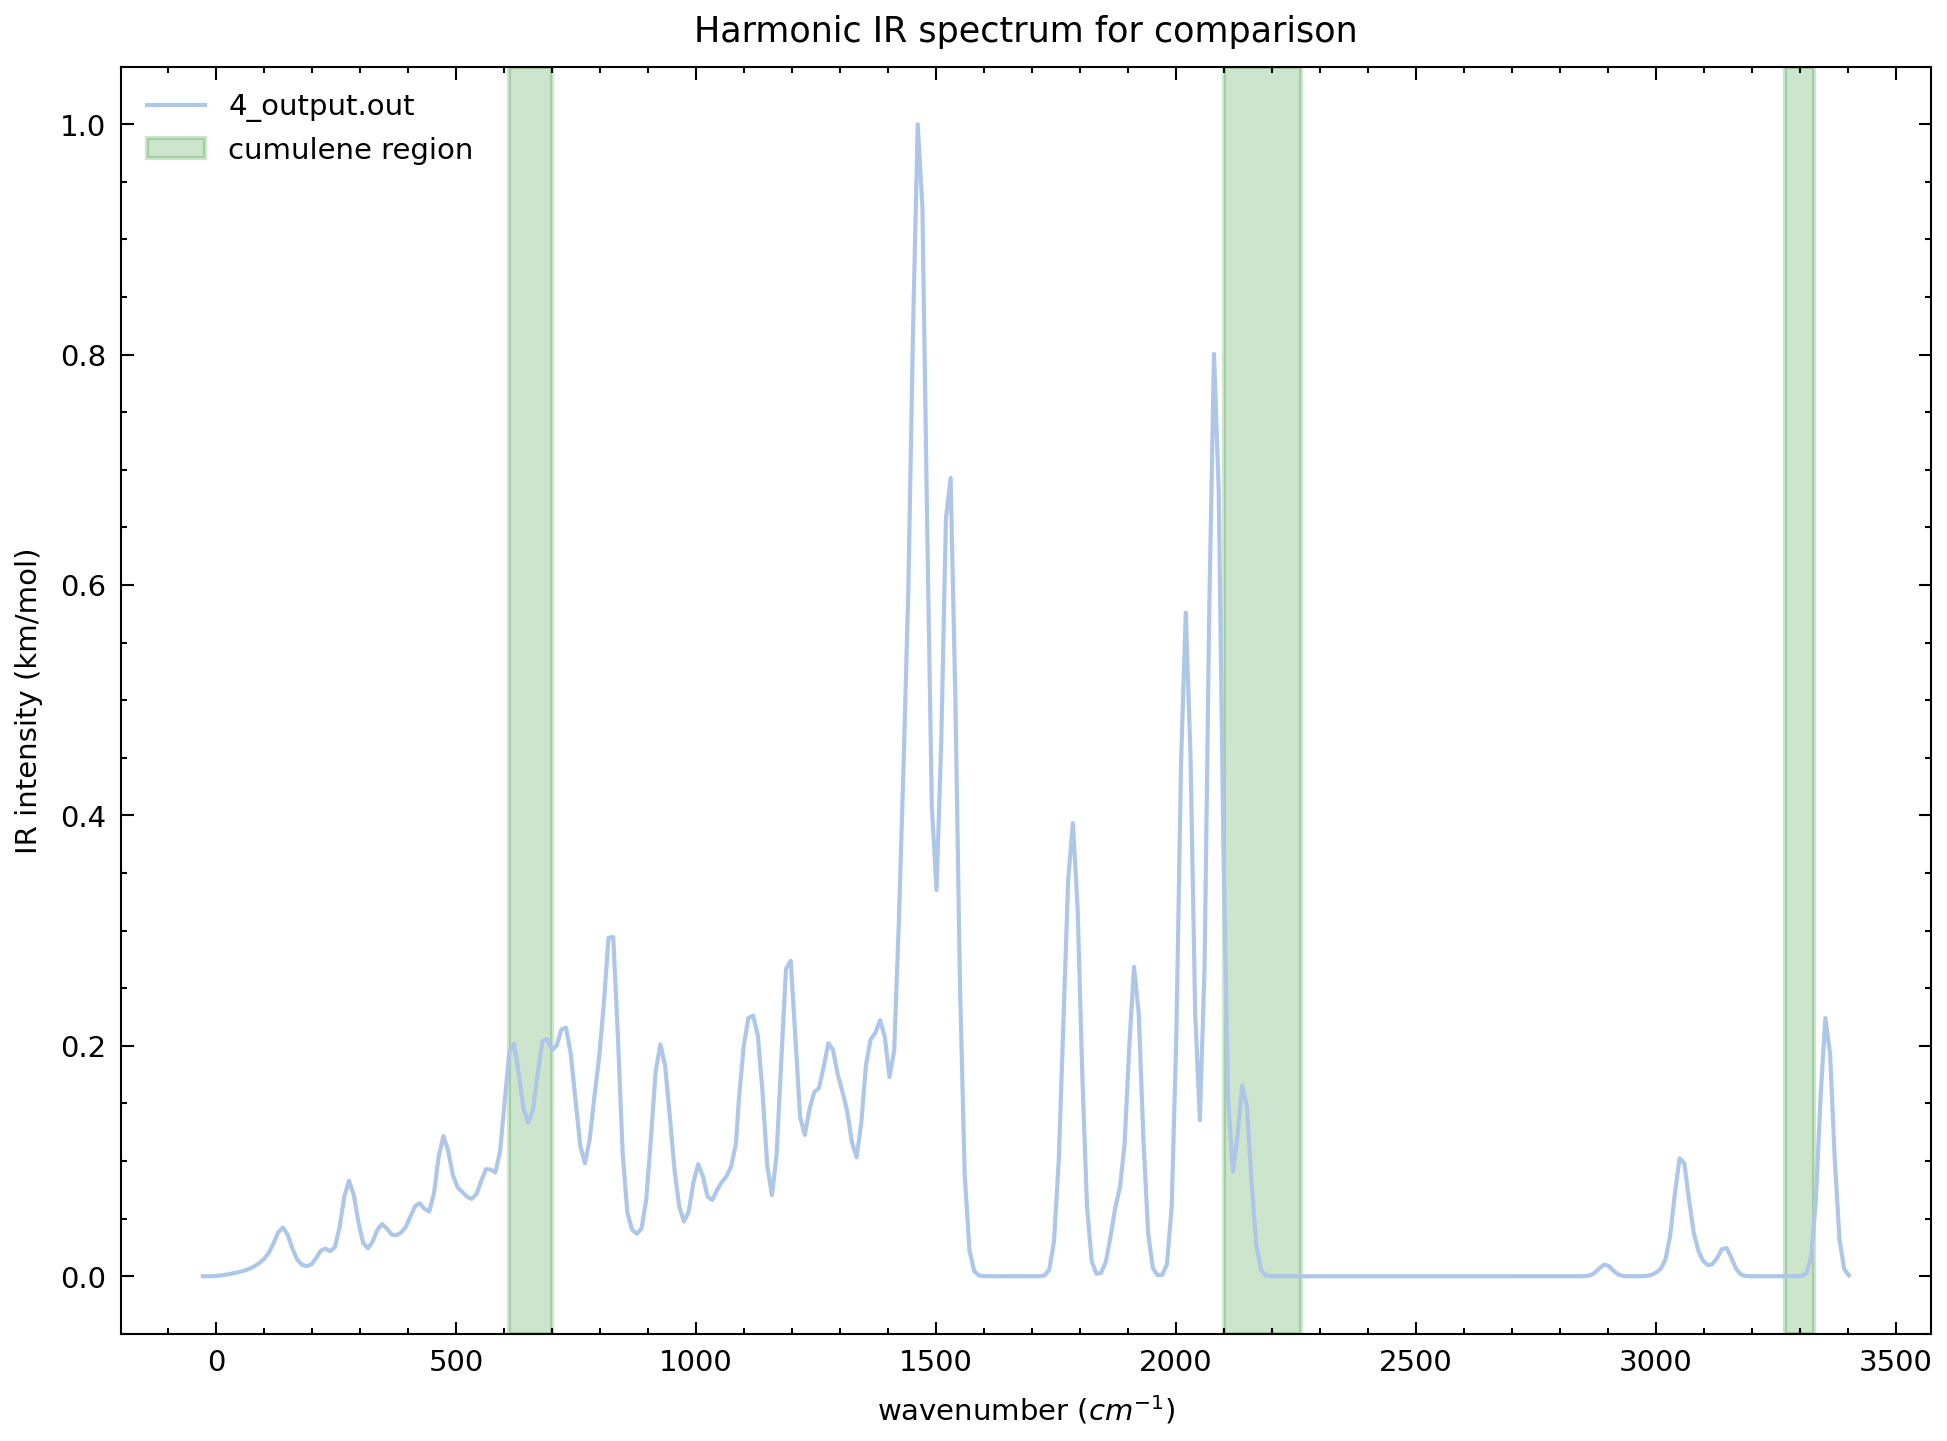 Harmonic IR spectrum for comparison
4_output.out
cumulene region
1.0
0.8
0.6
0.4
0.2
0.0
IR intensity (km/mol)
0 500 1000 1500 2000 2500 3000 3500
wavenumber (cm⁻¹)